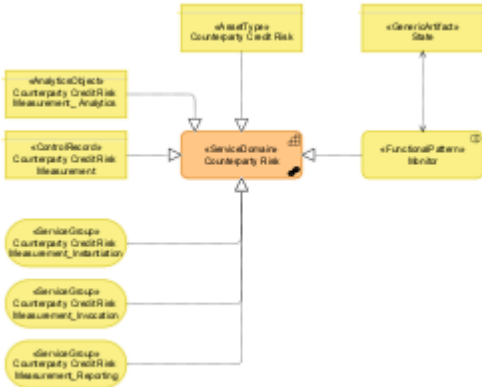 «AssetType»
Counterparty Credit Risk
«GenericArtifact»
State
«AnalyticsObject»
Counterparty Credit Risk
Measurement_ Analytics
«ControlRecord»
Counterparty Credit Risk
Measurement
«ServiceDomain»
Counterparty Risk
«FunctionalPattern»
Monitor
«ServiceGroup»
Counterparty Credit Risk
Measurement_Instantiation
«ServiceGroup»
Counterparty Credit Risk
Measurement_Invocation
«ServiceGroup»
Counterparty Credit Risk
Measurement_Reporting